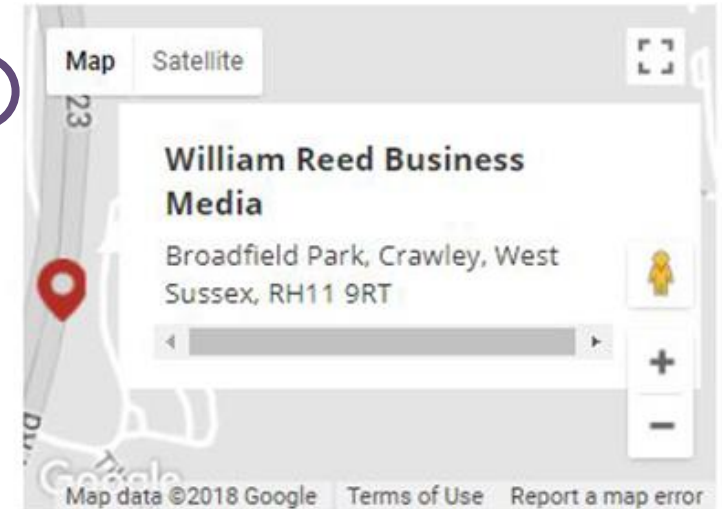 Map Satellite
23
William Reed Business
Media
Broadfield Park, Crawley, West
Sussex, RH11 9RT
Google
Map data ©2018 Google Terms of Use Report a map error